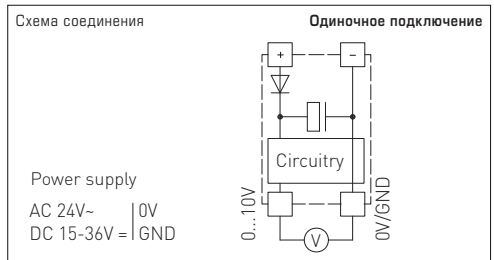 Схема соединения
Одиночное подключение
+ −
Circuitry
Power supply
AC 24V~ 0V
DC 15-36V = GND
0...10V
0V/GND
V